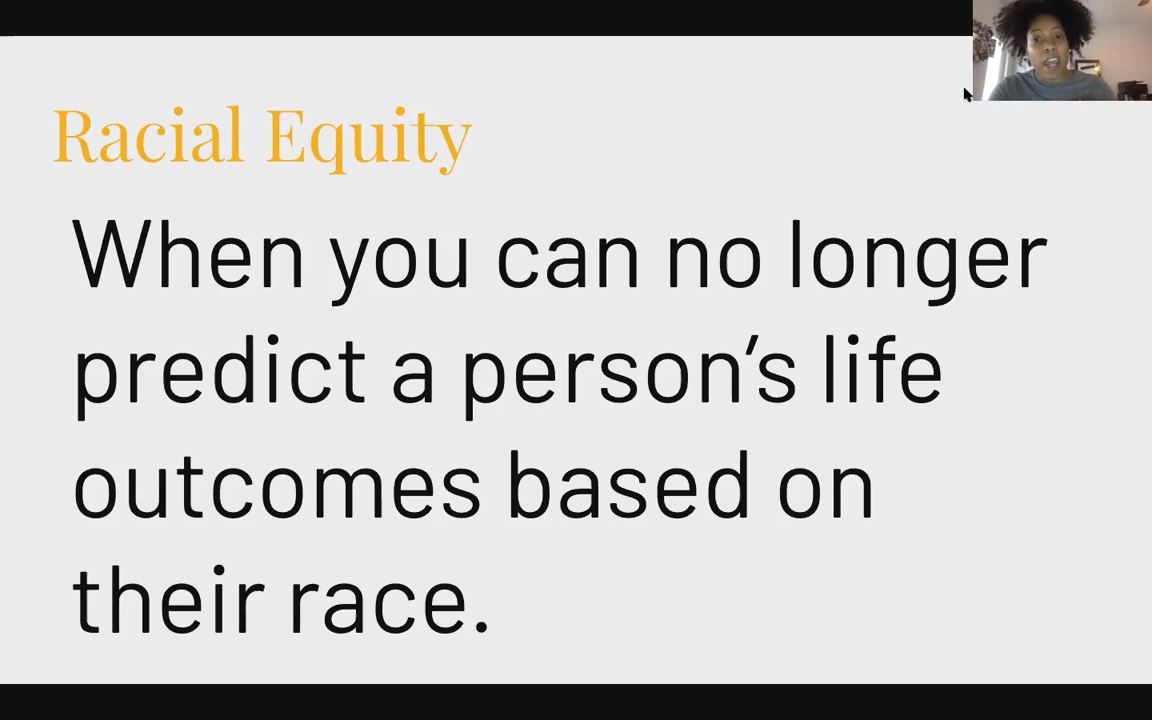 Racial Equity
When you can no longer
predict a person’s life
outcomes based on
their race.